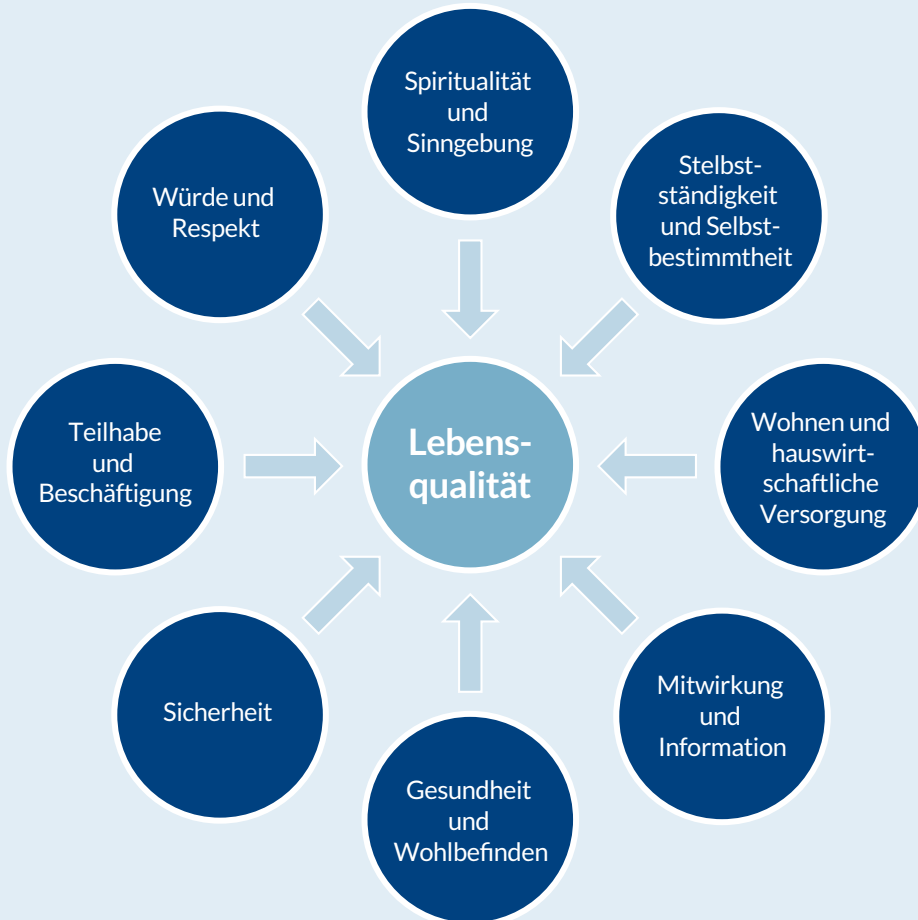 Spiritualität
und
Sinngebung
Stelbst-
ständigkeit
und Selbst-
bestimmtheit
Wohnen und
hauswirt-
schaftliche
Versorgung
Mitwirkung
und
Information
Gesundheit
und
Wohlbefinden
Sicherheit
Teilhabe
und
Beschäftigung
Würde und
Respekt
Lebens-
qualität